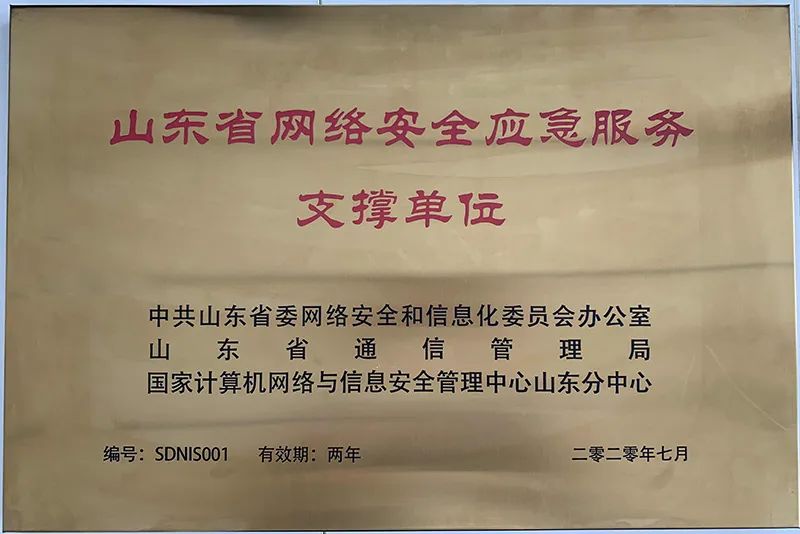 山东省网络安全应急服务
支撑单位
中共山东省委网络安全和信息化委员会办公室
山东省通信管理局
国家计算机网络与信息安全管理中心山东分中心
编号：SDNIS001 有效期：两年 二零二零年七月